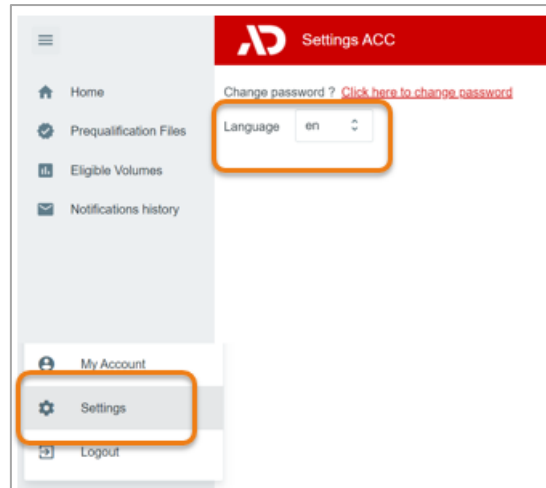 Settings ACC
Home
Prequalification Files
Eligible Volumes
Notifications history
Change password ? Click here to change password
Language en
My Account
Settings
Logout